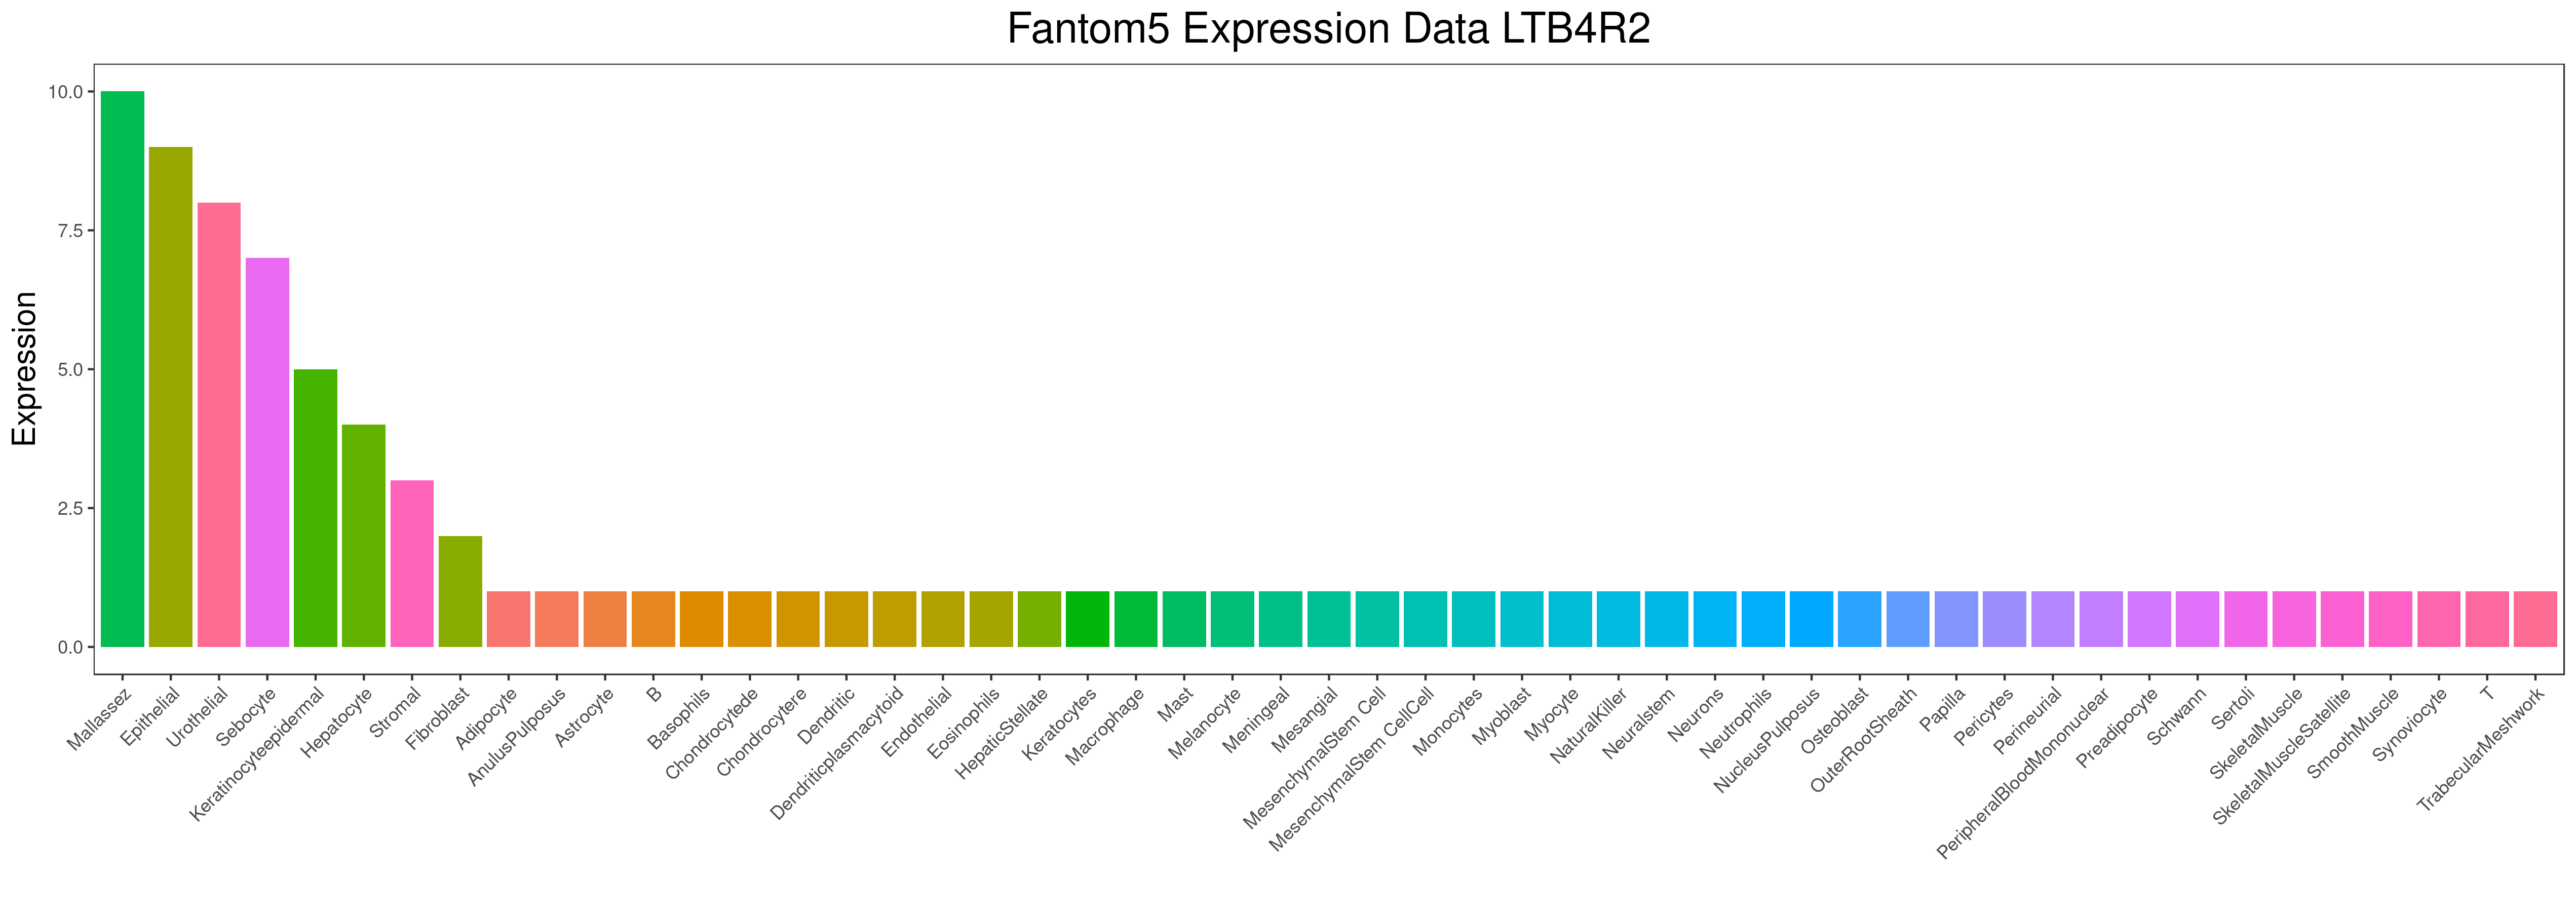 Fantom5 Expression Data LTB4R2
Expression
10.0
7.5
5.0
2.5
0.0
Mallassez
Epithelial
Urothelial
Sebocyte
Keratinocyteepidermal
Hepatocyte
Stromal
Fibroblast
Adipocyte
AnulusPulposus
Astrocyte
B
Basophils
Chondrocytede
Chondrocytere
Dendritic
Dendriticplasmacytoid
Endothelial
Eosinophils
HepaticStellate
Keratocytes
Macrophage
Mast
Melanocyte
Meningeal
Mesangial
MesenchymalStem Cell
MesenchymalStem CellCell
Monocytes
Myoblast
Myocyte
NaturalKiller
Neuralstem
Neurons
Neutrophils
NucleusPulposus
Osteoblast
OuterRootSheath
Papilla
Pericytes
Perineurial
PeripheralBloodMononuclear
Preadipocyte
Schwann
Sertoli
SkeletalMuscle
SkeletalMuscleSatellite
SmoothMuscle
Synoviocyte
T
TrabecularMeshwork